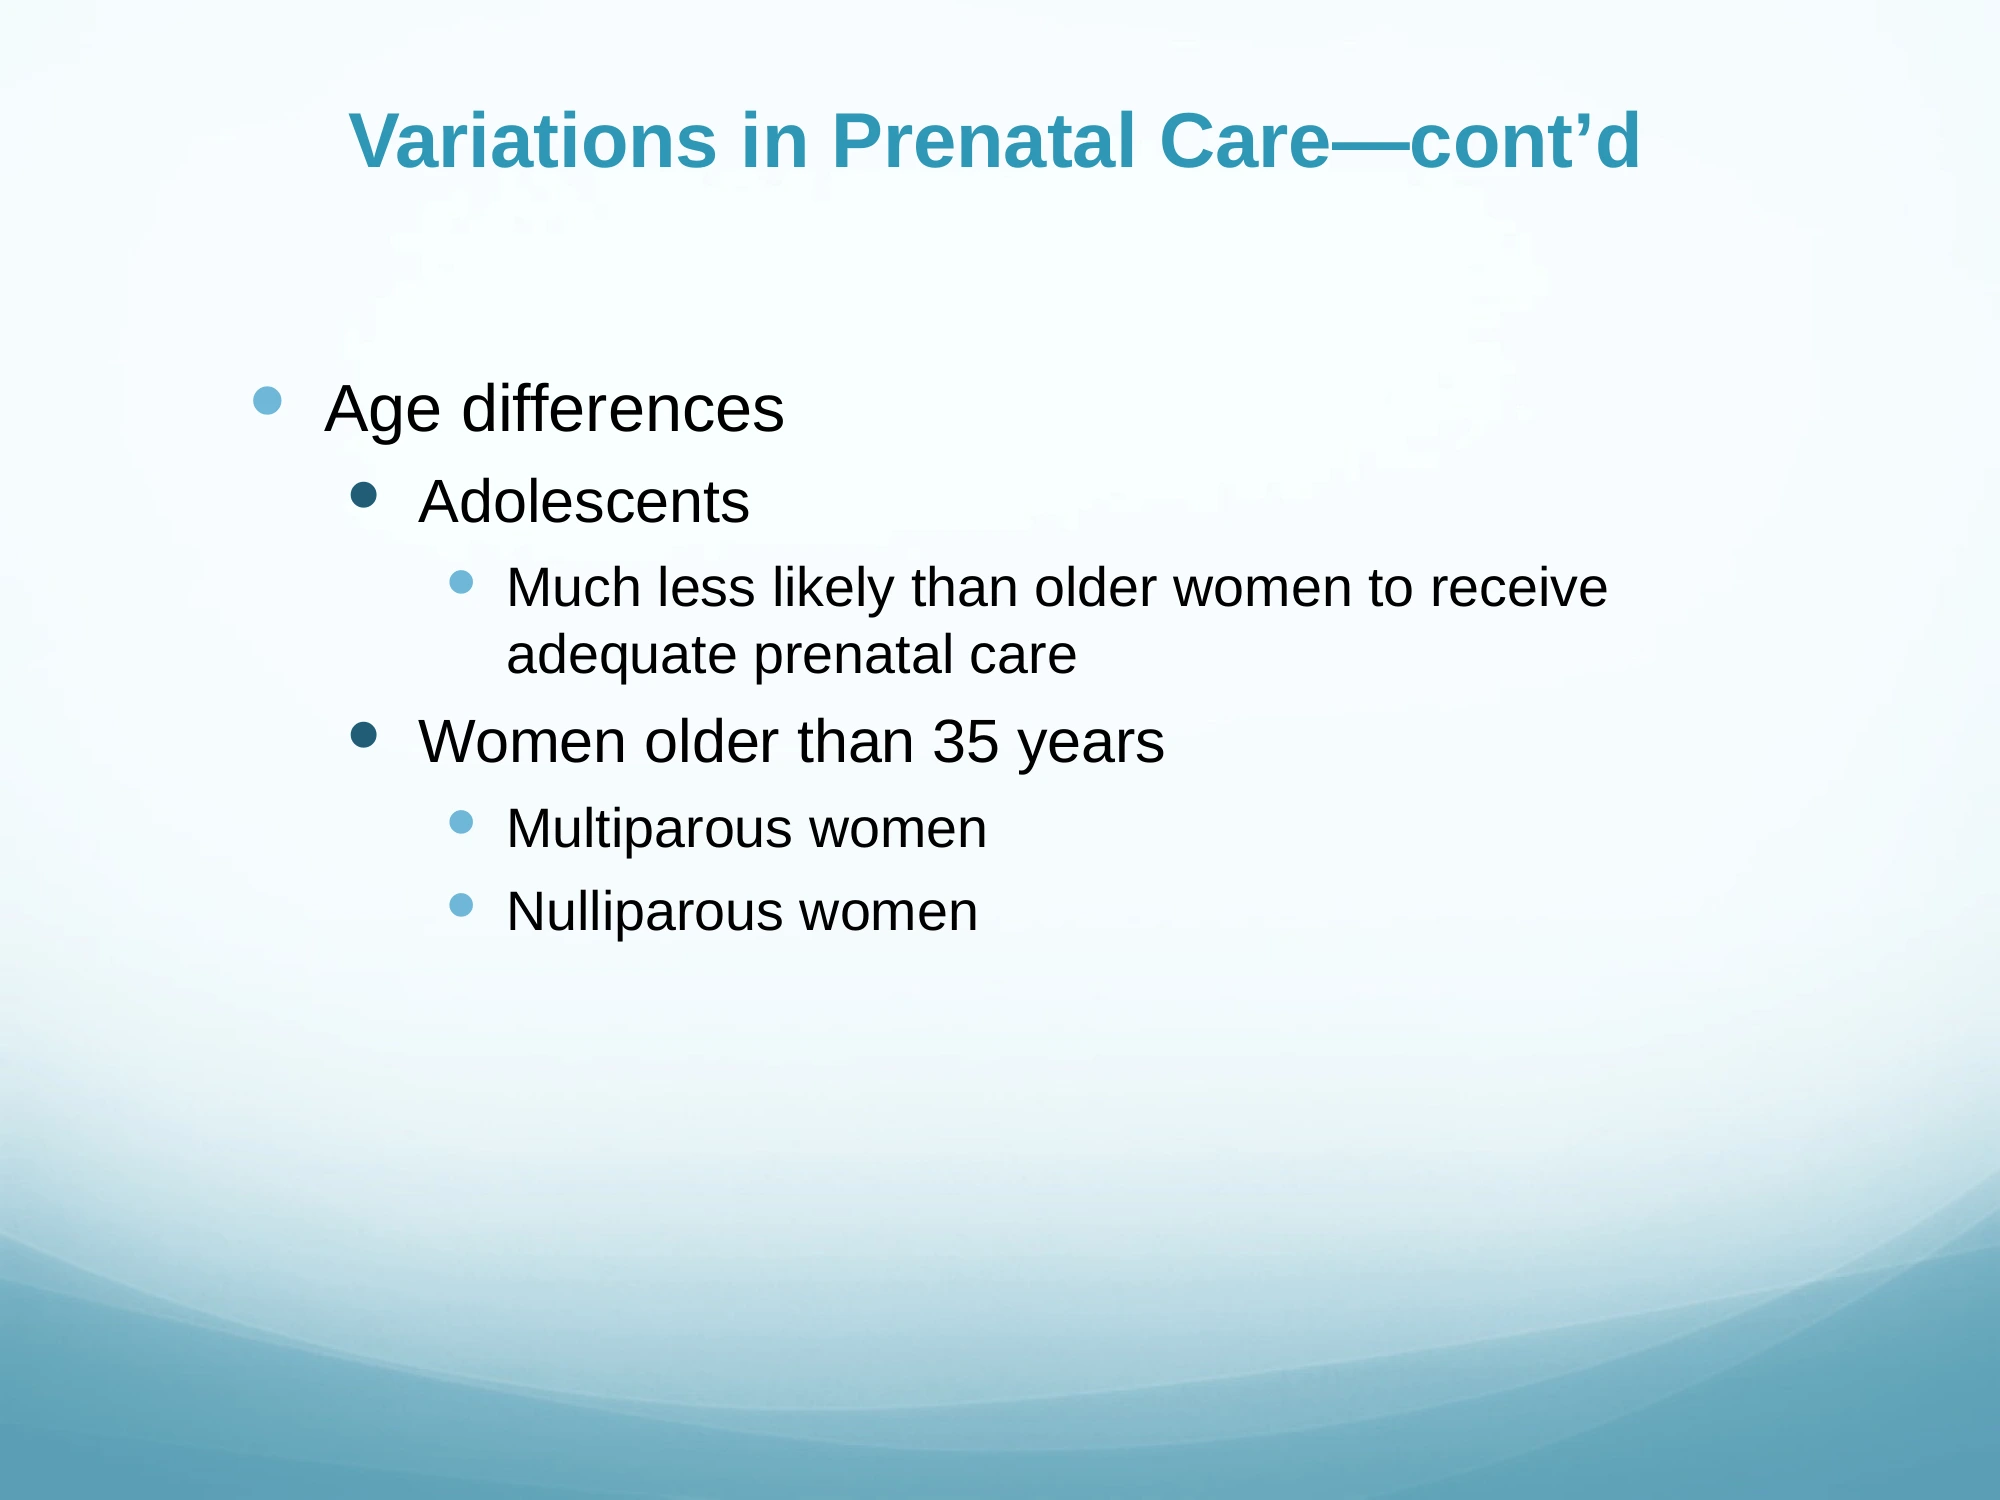 Variations in Prenatal Care—cont’d
Age differences
Adolescents
Much less likely than older women to receive
adequate prenatal care
Women older than 35 years
Multiparous women
Nulliparous women